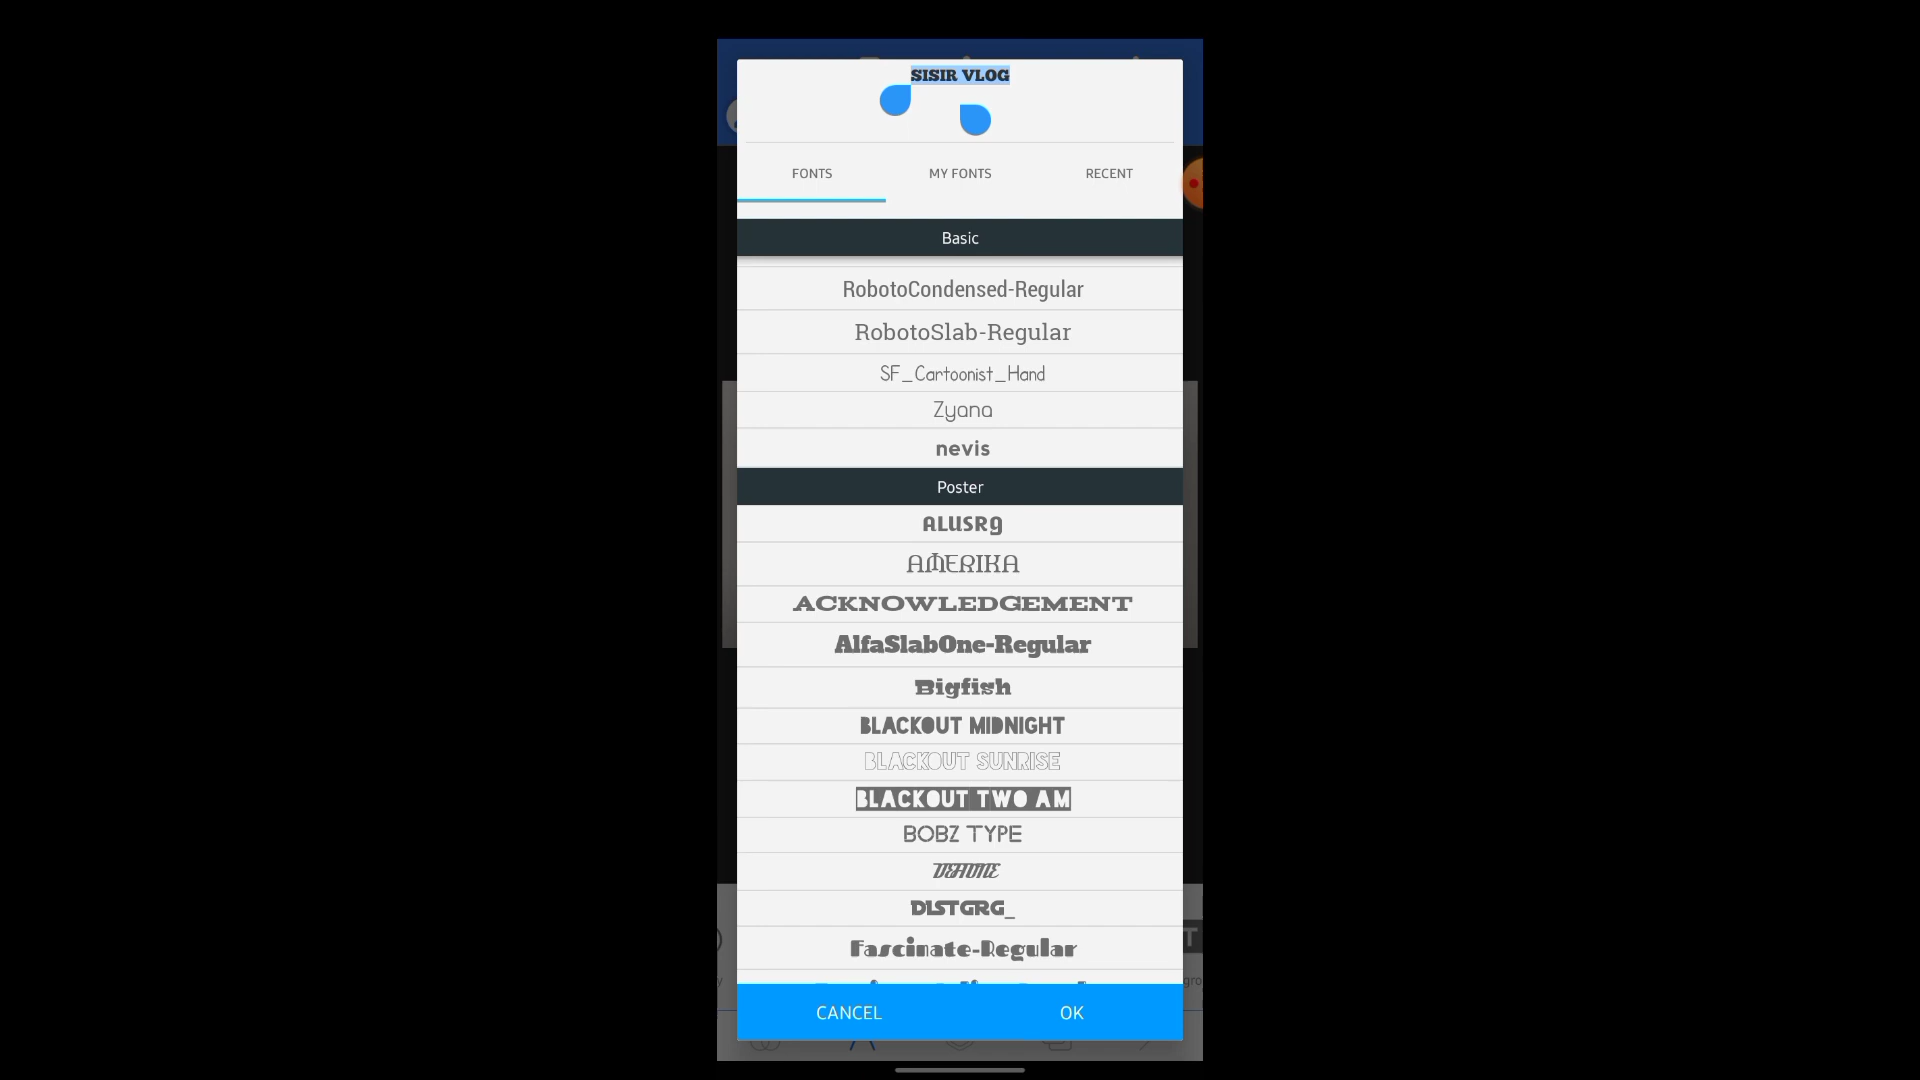 SISIR VLOG
FONTS
MY FONTS
RECENT
Basic
RobotoCondensed-Regular
RobotoSlab-Regular
SF_Cartoonist_Hand
Zyana
nevis
Poster
ALUSRg
AMERIKA
ACKNOWLEDGEMENT
AlfaSlabOne-Regular
Bigfish
BLACKOUT MIDNIGHT
BLACKOUT SUNRISE
BLACKOUT TWO AM
BOBZ TYPE
DLSTGRG_
Fascinate-Regular
CANCEL
OK